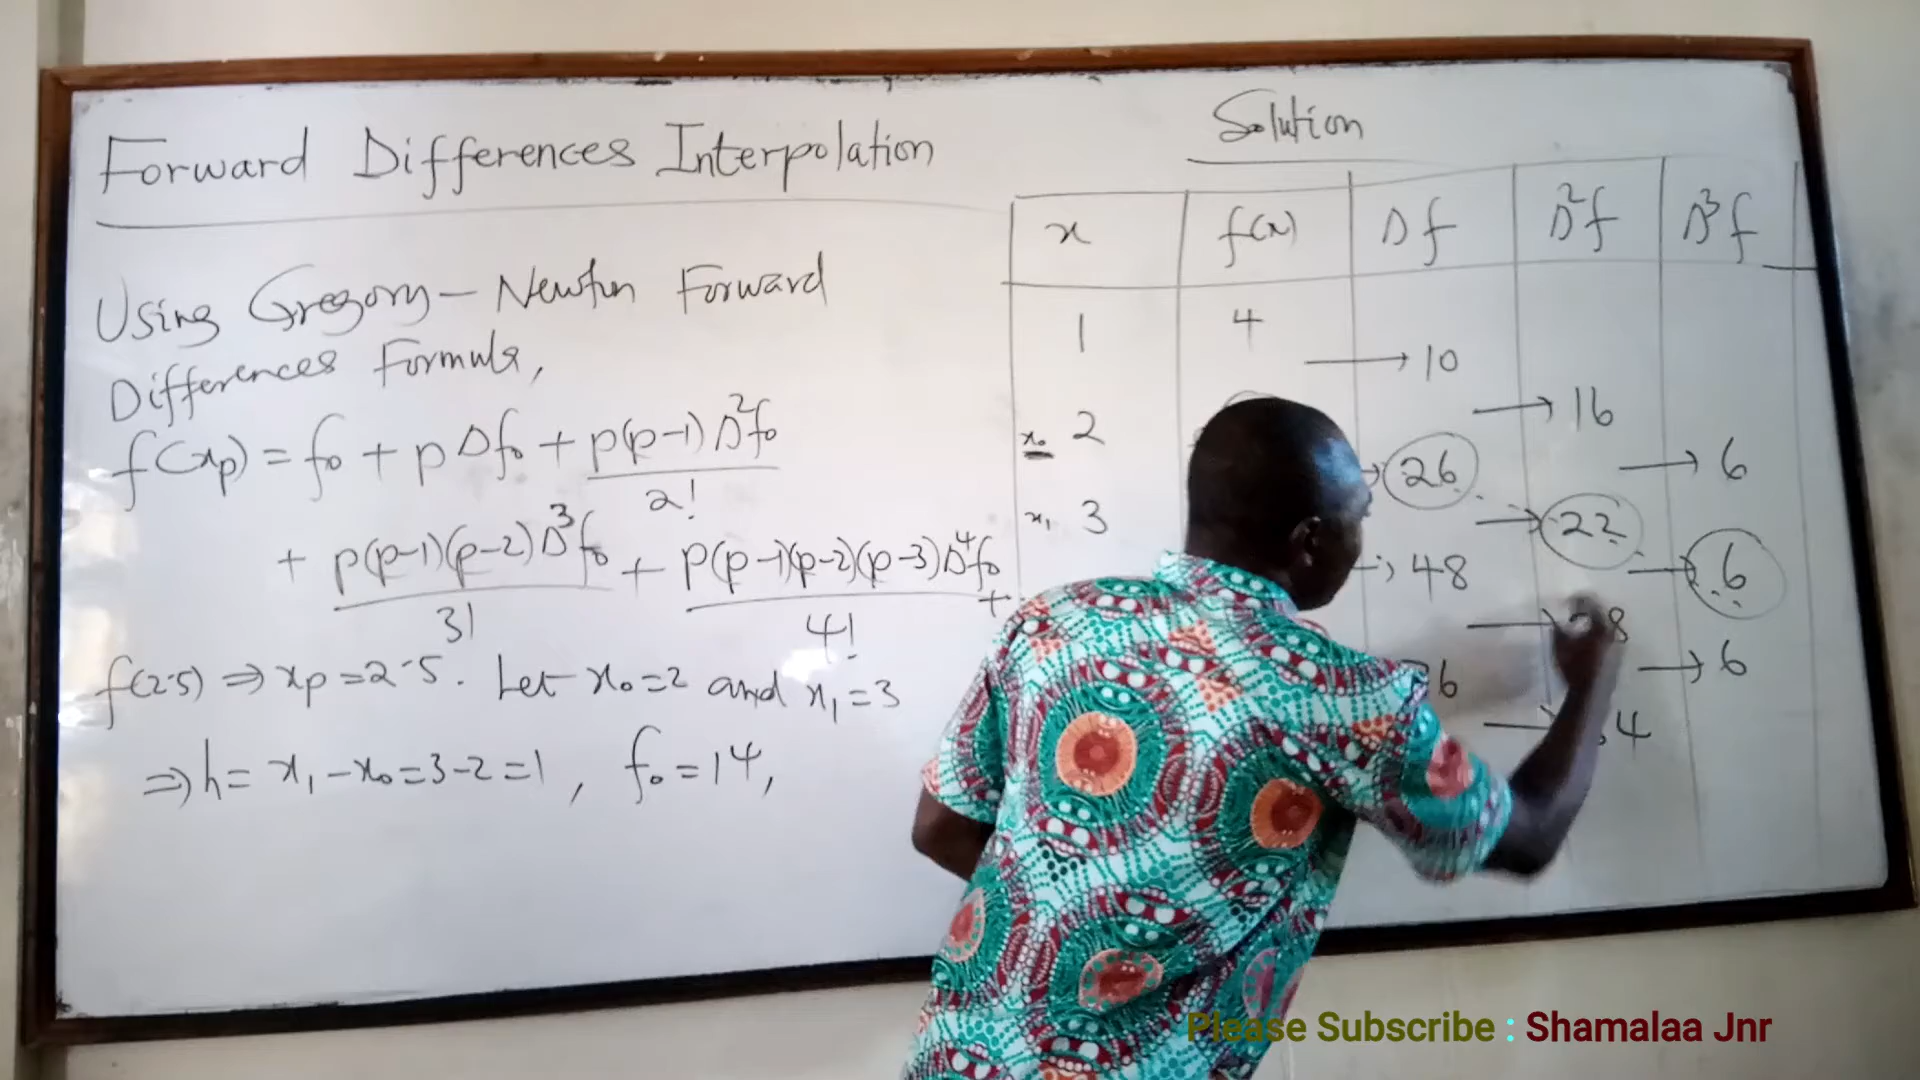 Forward Differences Interpolation
Using Gregory-Newton Forward
Differences Formula,
f(xp) = f₀ + pΔf₀ + p(p-1)Δ²f₀ / 2!
+ p(p-1)(p-2)Δ³f₀ / 3! + p(p-1)(p-2)(p-3)Δ⁴f₀ / 4! +
f(2.5) ⇒ xp = 2.5. Let x₀ = 2 and x₁ = 3
⇒ h = x₁ - x₀ = 3-2 = 1, f₀ = 14,
Solution
x f(x) Δf Δ²f Δ³f
1 4
→ 10
→ 16
x₀ 2
→ 26
→ 6
x₁ 3
→ 22
→ 48
→ 6
→ 8
→ 6
6
→ 4
Please Subscribe : Shamalaa Jnr